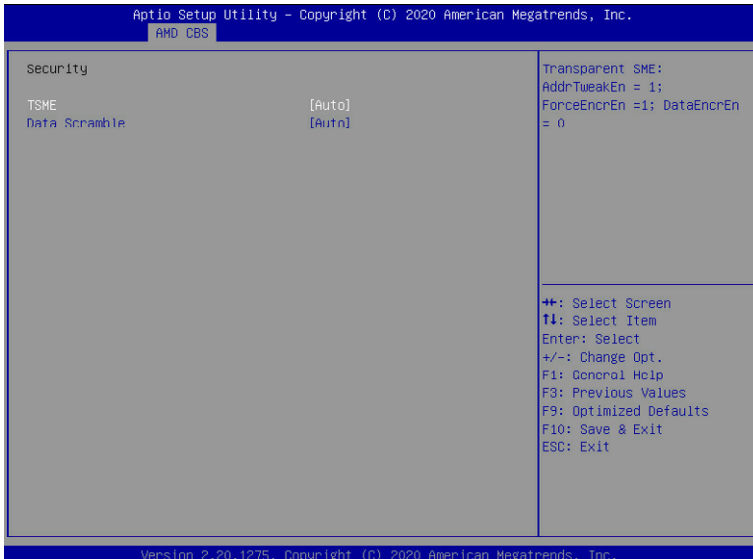 Aptio Setup Utility – Copyright (C) 2020 American Megatrends, Inc.
AMD CBS
Security
TSME [Auto]
Data Scramble [Auto]
Transparent SME:
AddrTweakEn = 1;
ForceEncrEn =1; DataEncrEn
= 0
→←: Select Screen
↑↓: Select Item
Enter: Select
+/-: Change Opt.
F1: General Help
F3: Previous Values
F9: Optimized Defaults
F10: Save & Exit
ESC: Exit
Version 2.20.1275. Copyright (C) 2020 American Megatrends, Inc.